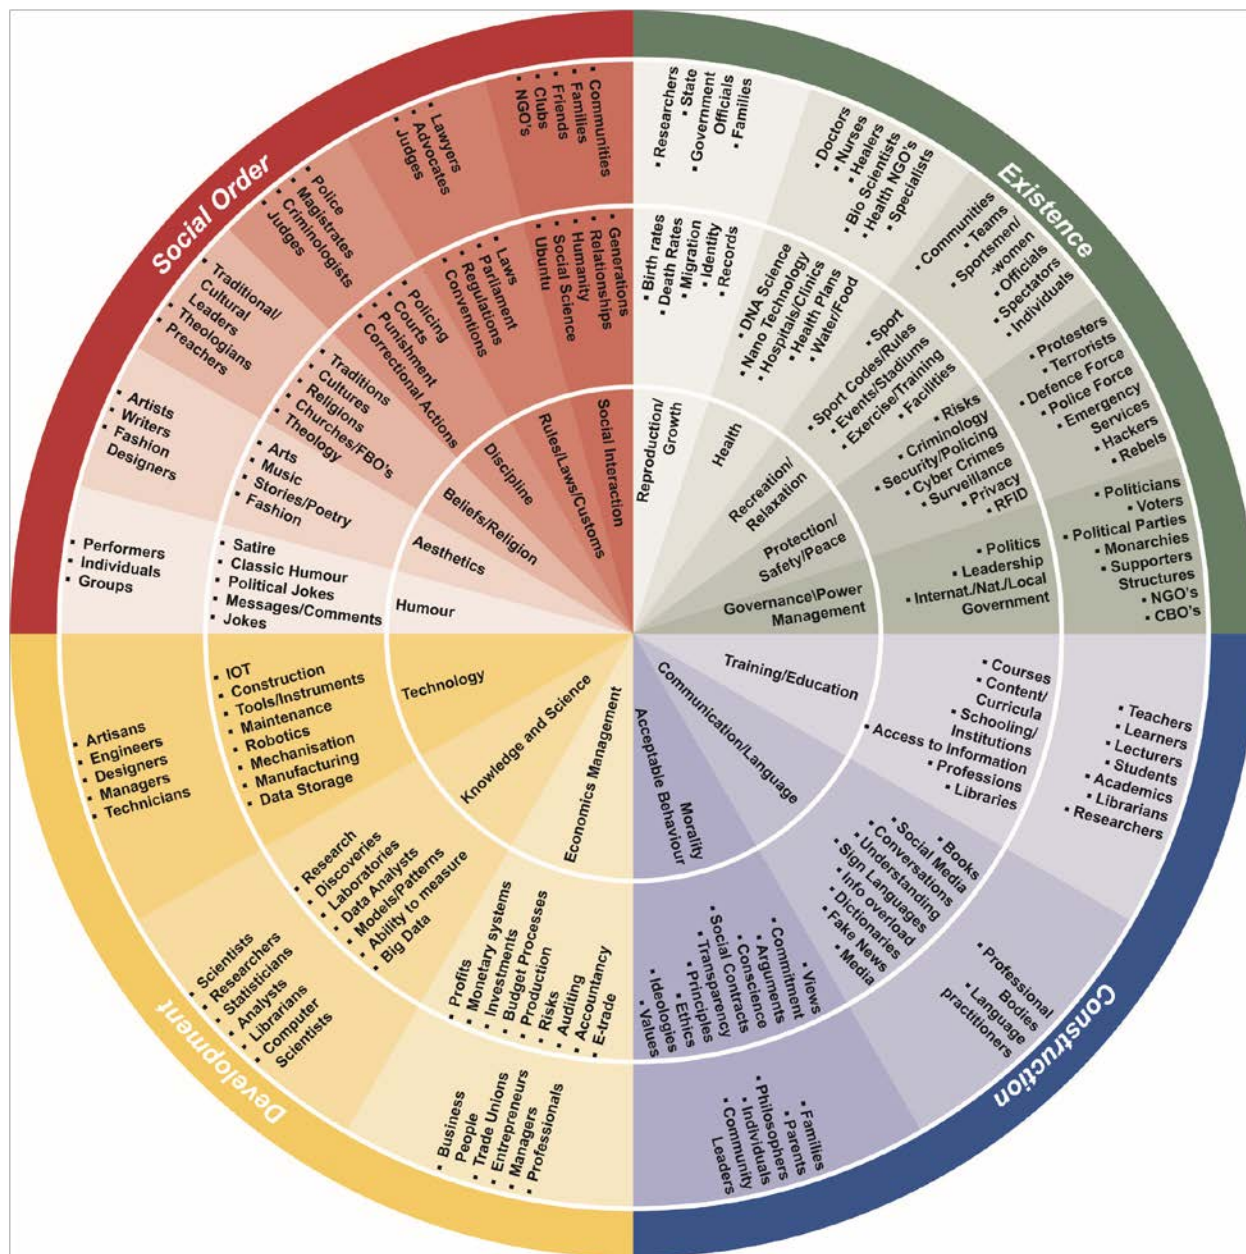 Social Order
Existence
Construction
Development
Reproduction/
Growth
▪ Birth rates
▪ Death Rates
▪ Migration
▪ Identity
▪ Records
▪ Researchers
▪ State
▪ Government
Officials
▪ Families
Health
▪ DNA Science
▪ Nano Technology
▪ Hospitals/Clinics
▪ Health Plans
▪ Water/Food
▪ Doctors
▪ Nurses
▪ Healers
▪ Bio Scientists
▪ Health NGO's
▪ Specialists
Recreation/
Relaxation
▪ Sport
▪ Sport Codes/Rules
▪ Events/Stadiums
▪ Exercise/Training
▪ Facilities
▪ Communities
▪ Teams
▪ Sportsmen/
-women
▪ Officials
▪ Spectators
▪ Individuals
Protection/
Safety/Peace
▪ Risks
▪ Criminology
▪ Security/Policing
▪ Cyber Crimes
▪ Surveillance
▪ Privacy
▪ RFID
▪ Protesters
▪ Terrorists
▪ Defence Force
▪ Police Force
▪ Emergency
Services
▪ Hackers
▪ Rebels
Governance\Power
Management
▪ Politics
▪ Leadership
▪ Internat./Nat./Local
Government
▪ Politicians
▪ Voters
▪ Political Parties
▪ Monarchies
▪ Supporters
Structures
▪ NGO's
▪ CBO's
Training/Education
▪ Courses
▪ Content/
Curricula
▪ Schooling/
Institutions
▪ Access to Information
▪ Professions
▪ Libraries
▪ Teachers
▪ Learners
▪ Lecturers
▪ Students
▪ Academics
▪ Librarians
▪ Researchers
Communication/Language
▪ Books
▪ Social Media
▪ Conversations
▪ Understanding
▪ Sign Languages
▪ Info overload
▪ Dictionaries
▪ Fake News
▪ Media
▪ Professional
Bodies
▪ Language
practitioners
Morality
Acceptable Behaviour
▪ Views
▪ Commitment
▪ Arguments
▪ Conscience
▪ Social Contracts
▪ Transparency
▪ Principles
▪ Ethics
▪ Ideologies
▪ Values
▪ Families
▪ Parents
▪ Philosophers
▪ Individuals
▪ Community
Leaders
Economics Management
▪ Profits
▪ Monetary systems
▪ Investments
▪ Budget Processes
▪ Production
▪ Risks
▪ Auditing
▪ Accountancy
▪ E-trade
▪ Business
People
▪ Trade Unions
▪ Entrepreneurs
▪ Managers
▪ Professionals
Knowledge and Science
▪ Research
▪ Discoveries
▪ Laboratories
▪ Data Analysts
▪ Models/Patterns
▪ Ability to measure
▪ Big Data
▪ Scientists
▪ Researchers
▪ Statisticians
▪ Analysts
▪ Librarians
▪ Computer
Scientists
Technology
▪ IOT
▪ Construction
▪ Tools/Instruments
▪ Maintenance
▪ Robotics
▪ Mechanisation
▪ Manufacturing
▪ Data Storage
▪ Artisans
▪ Engineers
▪ Designers
▪ Managers
▪ Technicians
Humour
▪ Satire
▪ Classic Humour
▪ Political Jokes
▪ Messages/Comments
▪ Jokes
▪ Performers
▪ Individuals
▪ Groups
Aesthetics
▪ Arts
▪ Music
▪ Stories/Poetry
▪ Fashion
▪ Artists
▪ Writers
▪ Fashion
Designers
Beliefs/Religion
▪ Traditions
▪ Cultures
▪ Religions
▪ Churches/FBO's
▪ Theology
▪ Traditional/
Cultural
Leaders
▪ Theologians
▪ Preachers
Discipline
▪ Policing
▪ Courts
▪ Punishment
▪ Correctional Actions
▪ Police
▪ Magistrates
▪ Criminologists
▪ Judges
Rules/Laws/Customs
▪ Laws
▪ Parliament
▪ Regulations
▪ Conventions
▪ Lawyers
▪ Advocates
▪ Judges
Social Interaction
▪ Generations
▪ Relationships
▪ Humanity
▪ Social Science
▪ Ubuntu
▪ Communities
▪ Families
▪ Friends
▪ Clubs
▪ NGO's